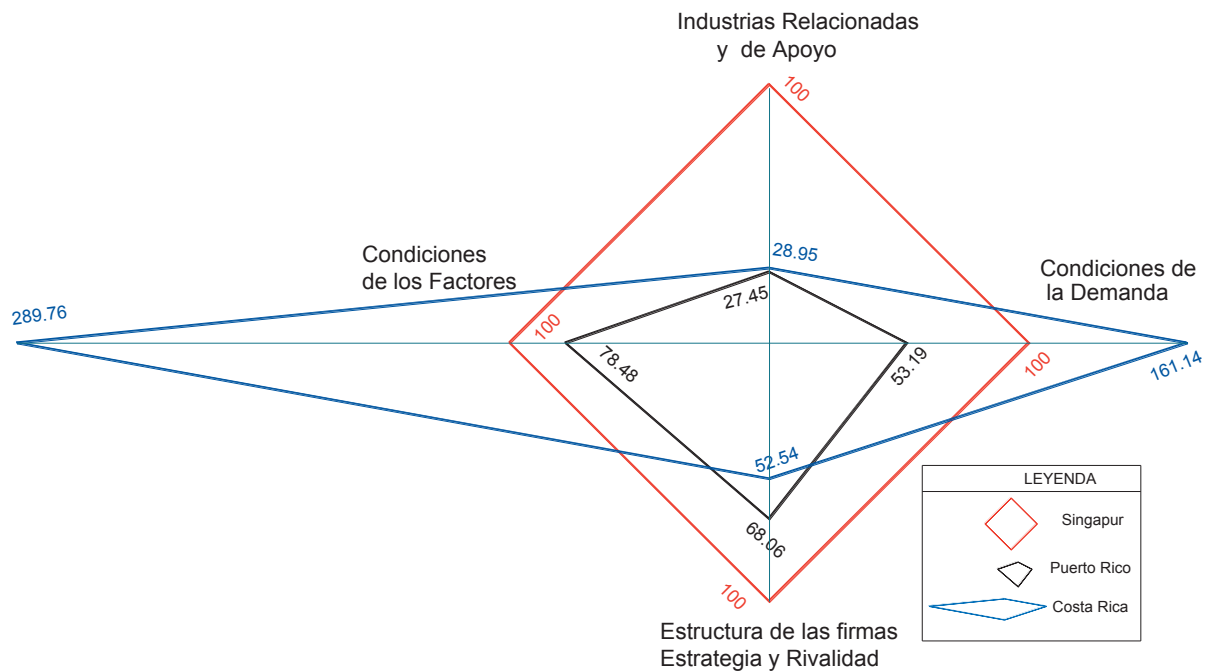 Industrias Relacionadas
y de Apoyo
100
28.95
27.45
Condiciones
de los Factores
Condiciones de
la Demanda
289.76
100
78.48
53.19
100
161.14
52.54
68.06
100
Estructura de las firmas
Estrategia y Rivalidad
LEYENDA
Singapur
Puerto Rico
Costa Rica